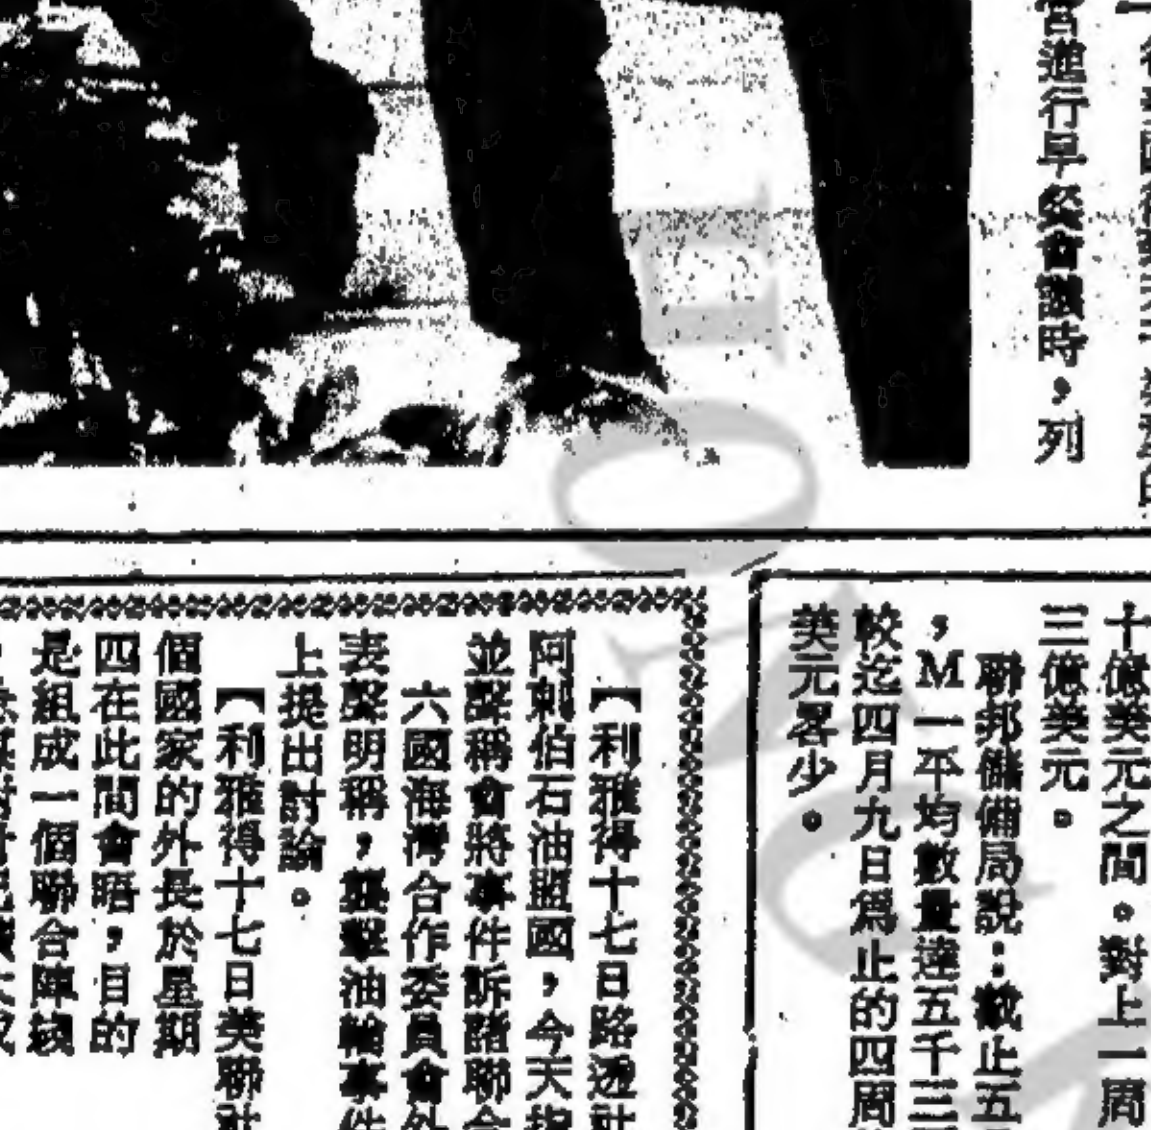 進行早餐會議時，列
十億美元之間。對上一周
三億美元。
聯邦儲備局說：截止五
，M一平均數量達五千三
較迄四月九日為止的四周
美元畧少。
【利雅得十七日路透社
阿剌伯石油盟國，今天指
並聲稱會將事件訴諸聯合
六國海灣合作委員會外
表聲明稱，襲擊油輪事件
上提出討論。
【利雅得十七日美聯社
個國家的外長於星期
四在此間會晤，目的
是組成一個聯合陣線